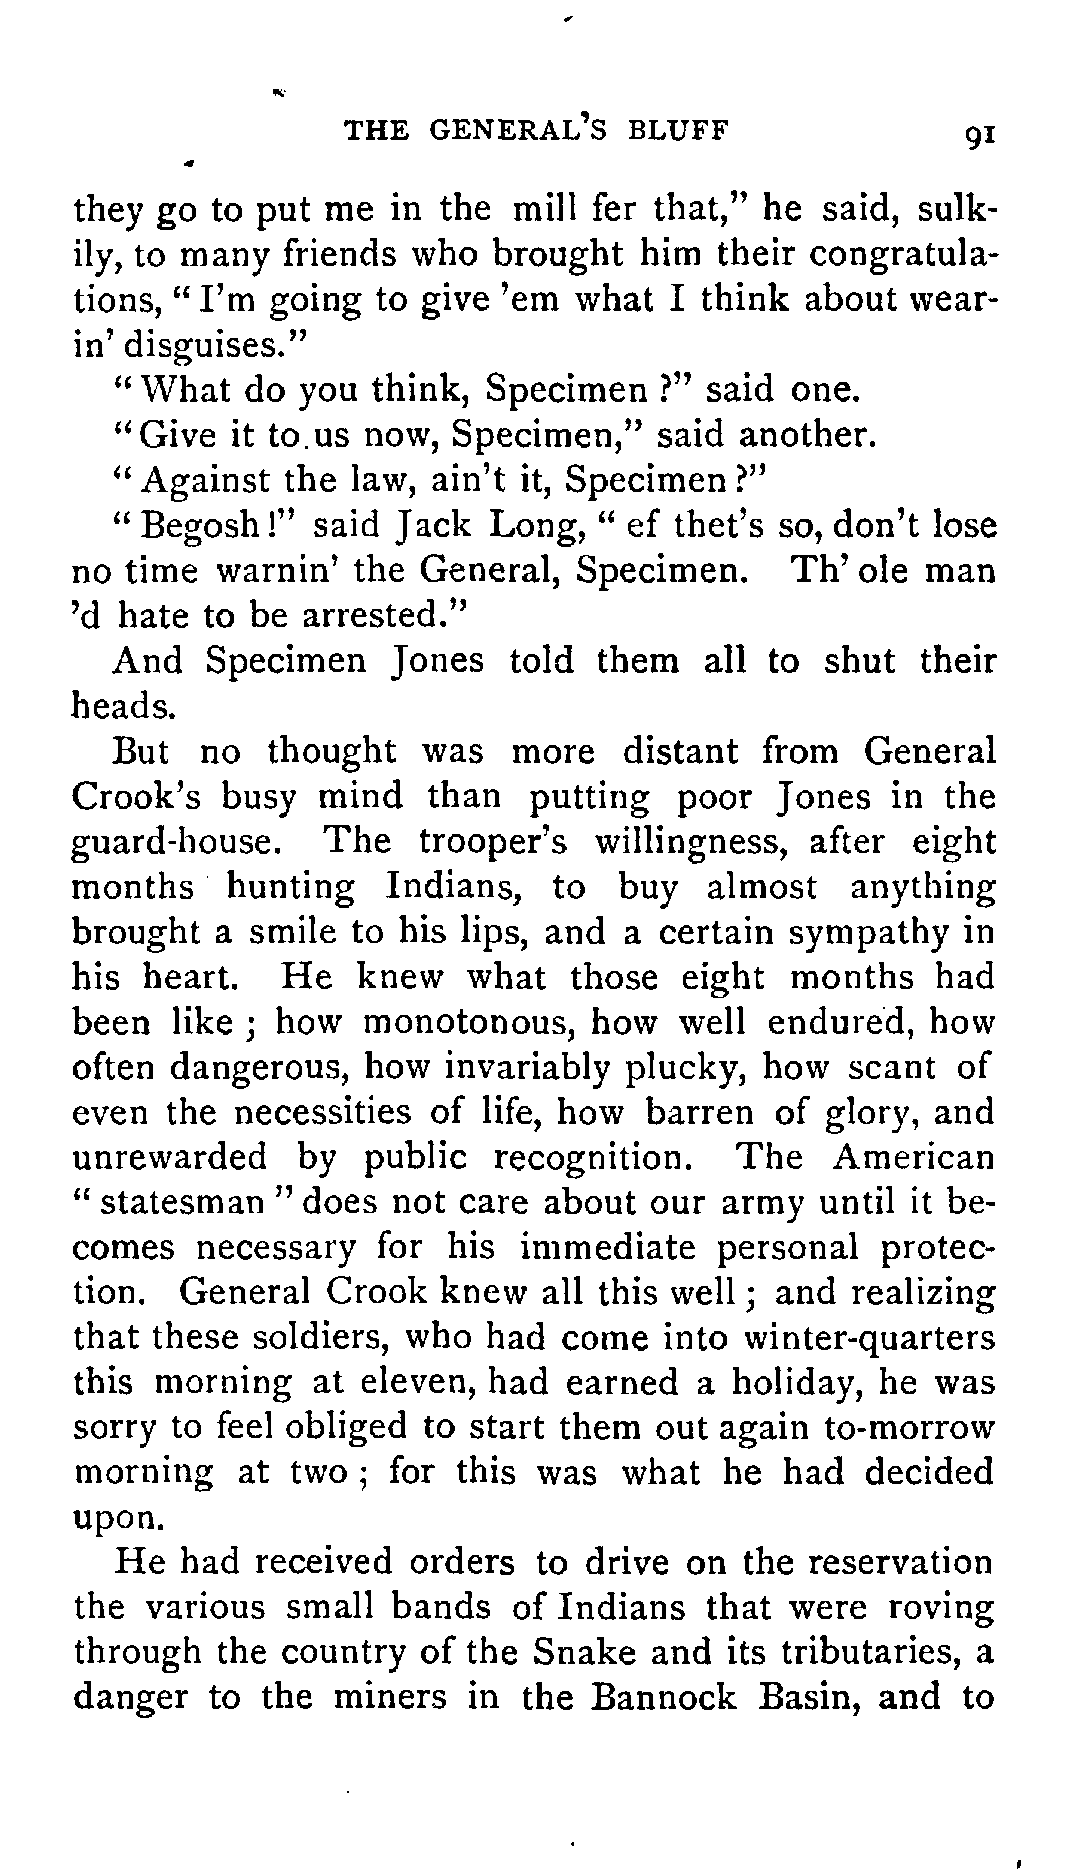 THE GENERAL'S BLUFF 91
they go to put me in the mill fer that," he said, sulk-
ily, to many friends who brought him their congratula-
tions, "I'm going to give 'em what I think about wear-
in' disguises."
"What do you think, Specimen?" said one.
"Give it to us now, Specimen," said another.
"Against the law, ain't it, Specimen?"
"Begosh!" said Jack Long, "ef thet's so, don't lose
no time warnin' the General, Specimen. Th' ole man
'd hate to be arrested."
And Specimen Jones told them all to shut their
heads.
But no thought was more distant from General
Crook's busy mind than putting poor Jones in the
guard-house. The trooper's willingness, after eight
months hunting Indians, to buy almost anything
brought a smile to his lips, and a certain sympathy in
his heart. He knew what those eight months had
been like; how monotonous, how well endured, how
often dangerous, how invariably plucky, how scant of
even the necessities of life, how barren of glory, and
unrewarded by public recognition. The American
"statesman" does not care about our army until it be-
comes necessary for his immediate personal protec-
tion. General Crook knew all this well; and realizing
that these soldiers, who had come into winter-quarters
this morning at eleven, had earned a holiday, he was
sorry to feel obliged to start them out again to-morrow
morning at two; for this was what he had decided
upon.
He had received orders to drive on the reservation
the various small bands of Indians that were roving
through the country of the Snake and its tributaries, a
danger to the miners in the Bannock Basin, and to